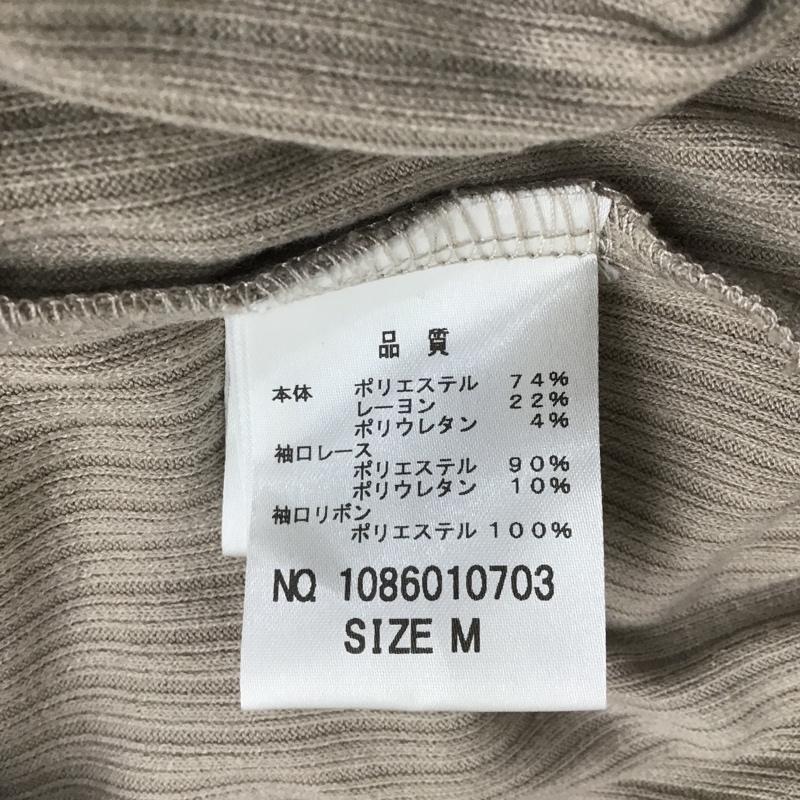 品質
本体 ポリエステル 74%
レーヨン 22%
ポリウレタン 4%
袖口レース
ポリエステル 90%
ポリウレタン 10%
袖口リボン
ポリエステル 100%
NO 1086010703
SIZE M